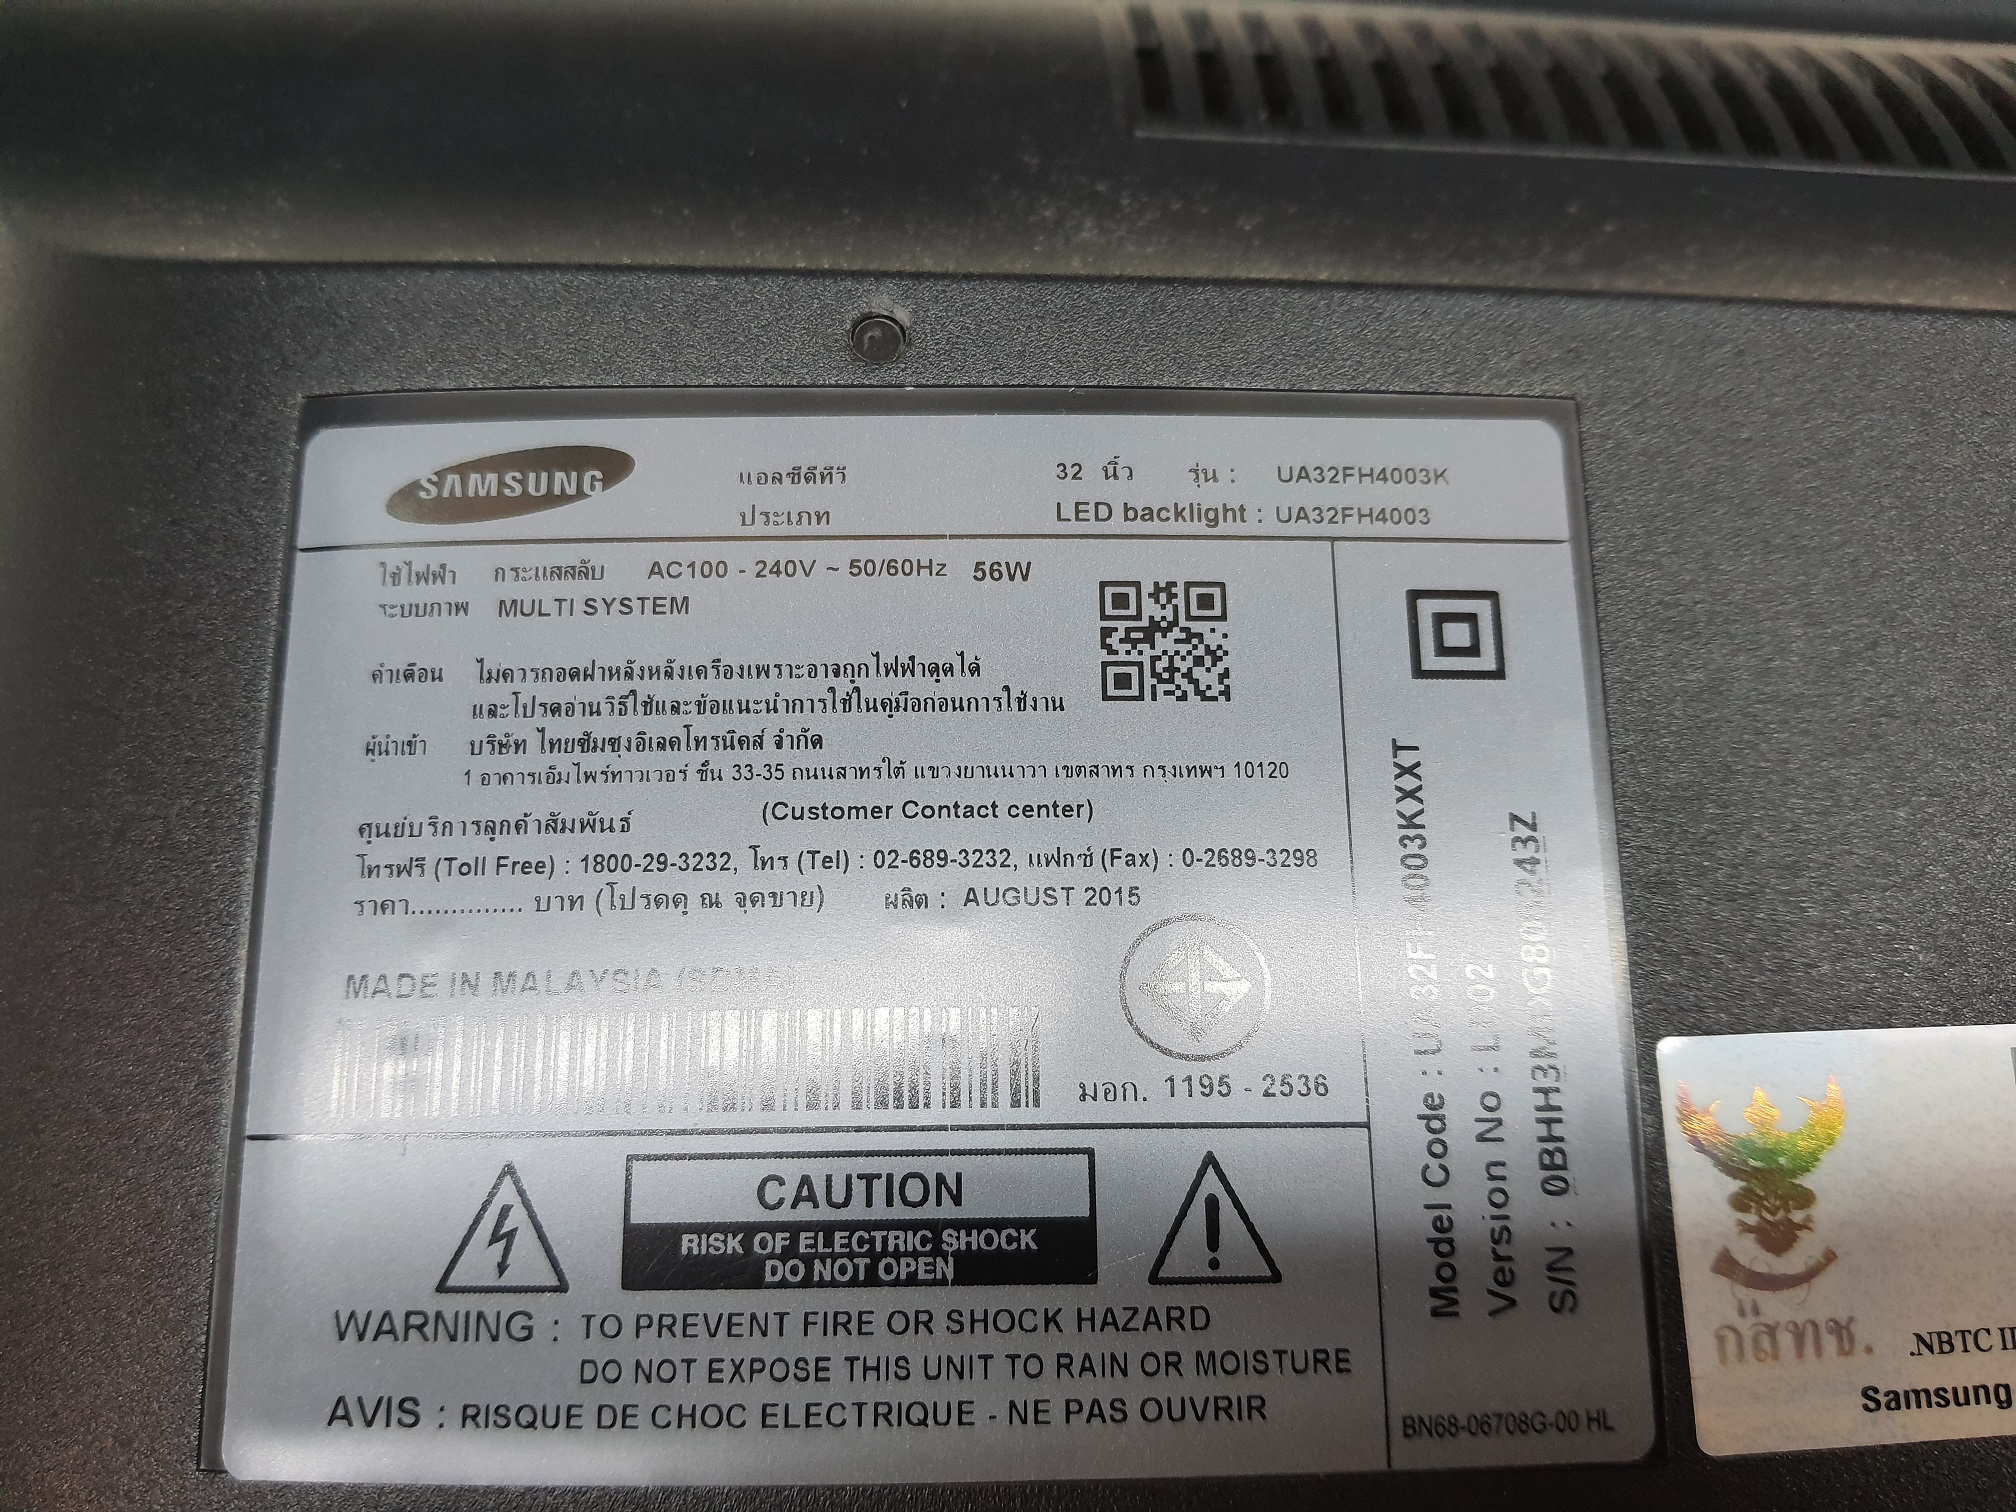 SAMSUNG
แอลซีดีทีวี 32 นิ้ว รุ่น : UA32FH4003K
ประเภท LED backlight : UA32FH4003
ใช้ไฟฟ้า กระแสสลับ AC100 - 240V ~ 50/60Hz 56W
ระบบภาพ MULTI SYSTEM
คำเตือน ไม่ควรถอดฝาหลังหลังเครื่องเพราะอาจถูกไฟฟ้าดูดได้
และโปรดอ่านวิธีใช้และข้อแนะนำการใช้ในคู่มือก่อนการใช้งาน
ผู้นำเข้า บริษัท ไทยซัมซุงอิเลคโทรนิคส์ จำกัด
1 อาคารเอ็มไพร์ทาวเวอร์ ชั้น 33-35 ถนนสาทรใต้ แขวงยานนาวา เขตสาทร กรุงเทพฯ 10120
ศูนย์บริการลูกค้าสัมพันธ์ (Customer Contact center)
โทรฟรี (Toll Free) : 1800-29-3232, โทร (Tel) : 02-689-3232, แฟกซ์ (Fax) : 0-2689-3298
ราคา.............. บาท (โปรดดู ณ จุดขาย) ผลิต : AUGUST 2015
MADE IN MALAYSIA
มอก. 1195 - 2536
CAUTION
RISK OF ELECTRIC SHOCK
DO NOT OPEN
WARNING : TO PREVENT FIRE OR SHOCK HAZARD
DO NOT EXPOSE THIS UNIT TO RAIN OR MOISTURE
AVIS : RISQUE DE CHOC ELECTRIQUE - NE PAS OUVRIR
Model Code : UA32FH4003KXXT
Version No :
S/N :
BN68-06708G-00 HL
กสทช.
.NBTC
Samsung